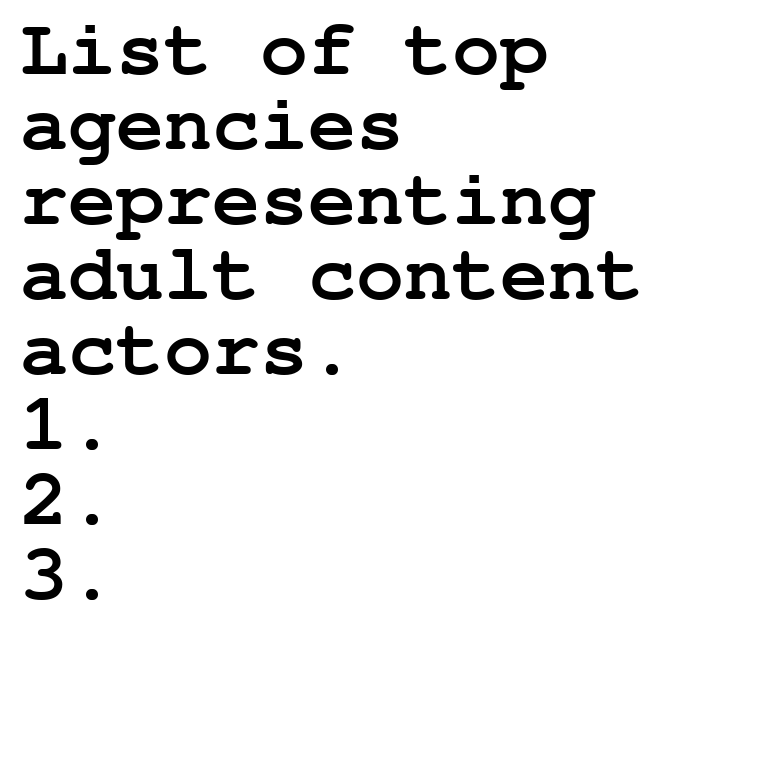 List of top
agencies
representing
adult content
actors.
1.
2.
3.